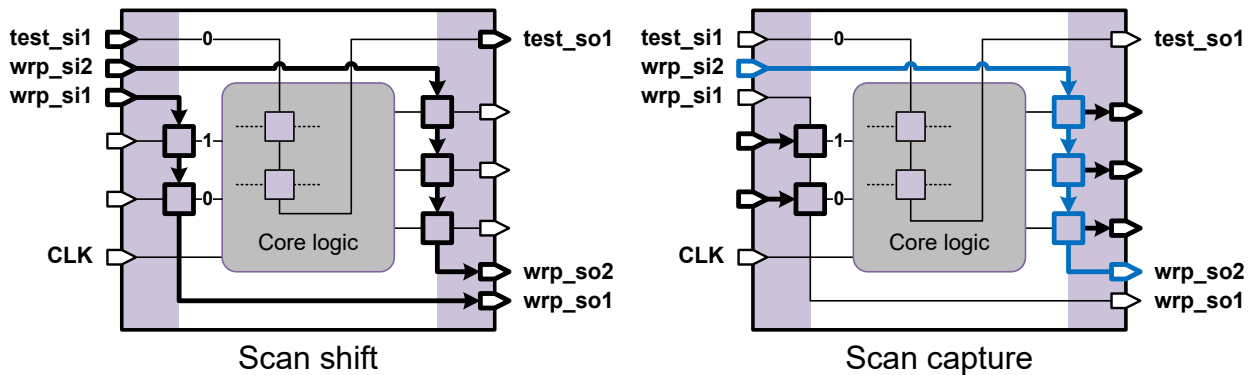 test_si1
wrp_si2
wrp_si1
CLK
0
1
0
Core logic
test_so1
wrp_so2
wrp_so1
Scan shift
test_si1
wrp_si2
wrp_si1
CLK
0
1
0
Core logic
test_so1
wrp_so2
wrp_so1
Scan capture